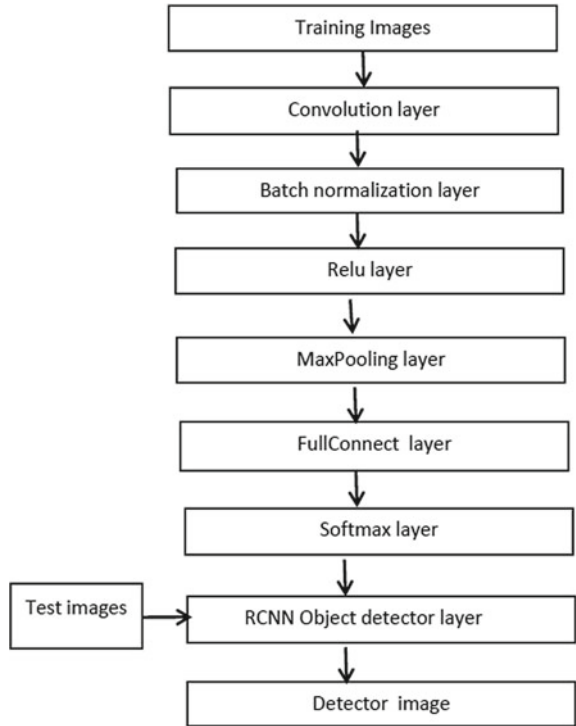 Training Images
Convolution layer
Batch normalization layer
Relu layer
MaxPooling layer
FullConnect layer
Softmax layer
Test images
RCNN Object detector layer
Detector image